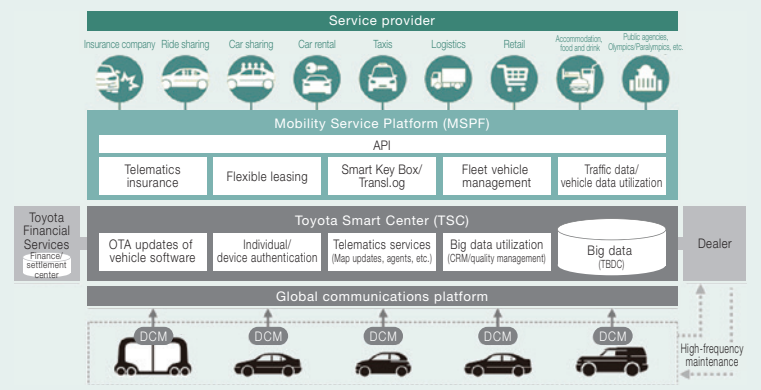 Service provider
Insurance company
Ride sharing
Car sharing
Car rental
Taxis
Logistics
Retail
Accommodation,
food and drink
Public agencies,
Olympics/Paralympics, etc.
Mobility Service Platform (MSPF)
API
Telematics
insurance
Flexible leasing
Smart Key Box/
TransLog
Fleet vehicle
management
Traffic data/
vehicle data utilization
Toyota
Financial
Services
Finance/
settlement
center
Toyota Smart Center (TSC)
OTA updates of
vehicle software
Individual/
device authentication
Telematics services
(Map updates, agents, etc.)
Big data utilization
(CRM/quality management)
Big data
(TBDC)
Dealer
Global communications platform
DCM
DCM
DCM
DCM
DCM
High-frequency
maintenance